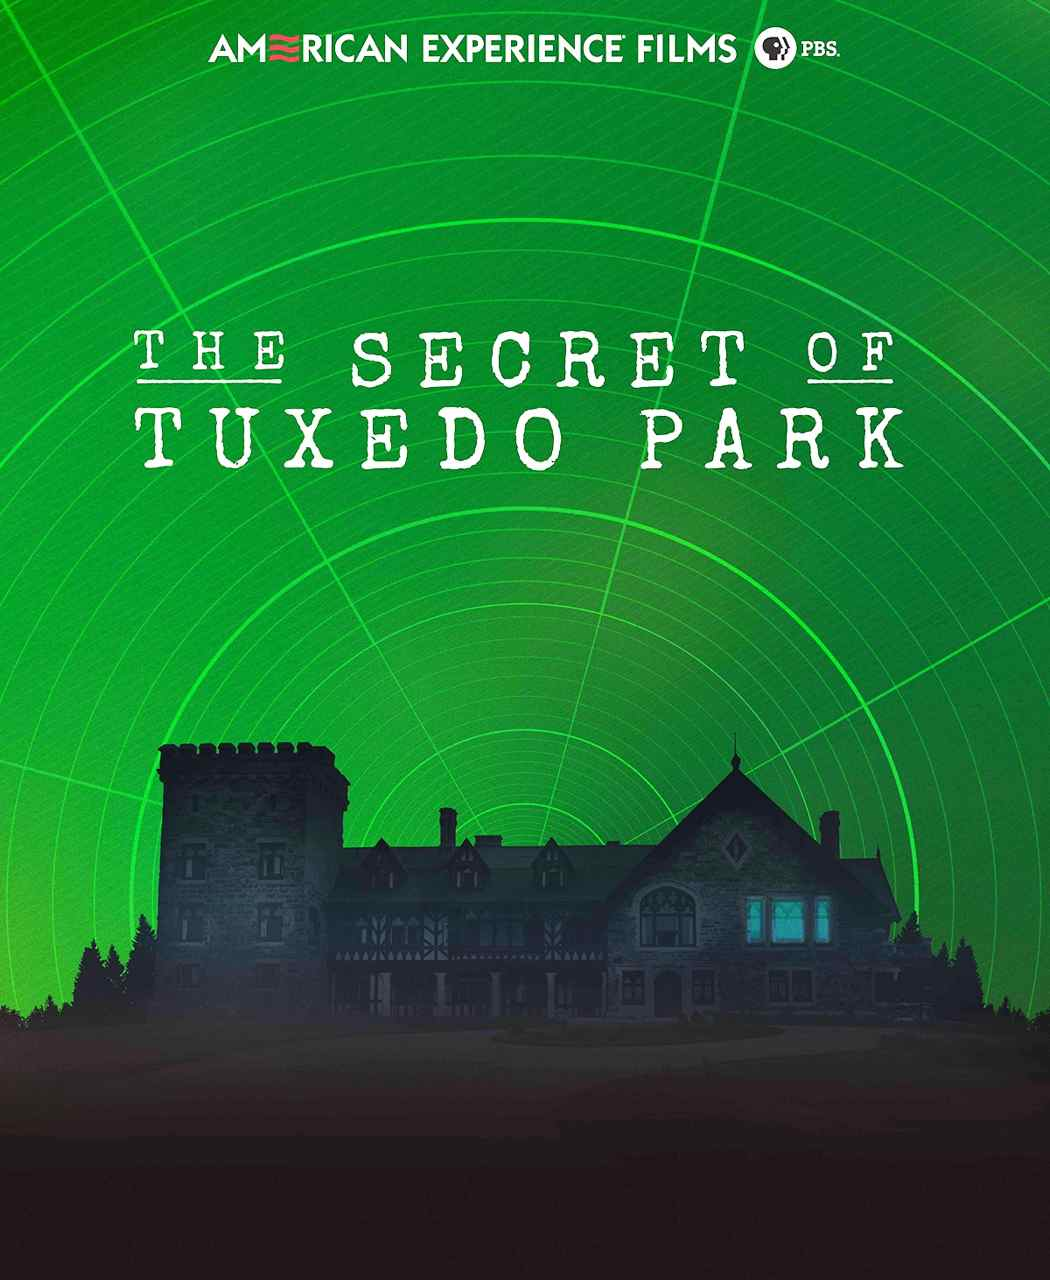 AMERICAN EXPERIENCE® FILMS PBS.
THE SECRET OF
TUXEDO PARK